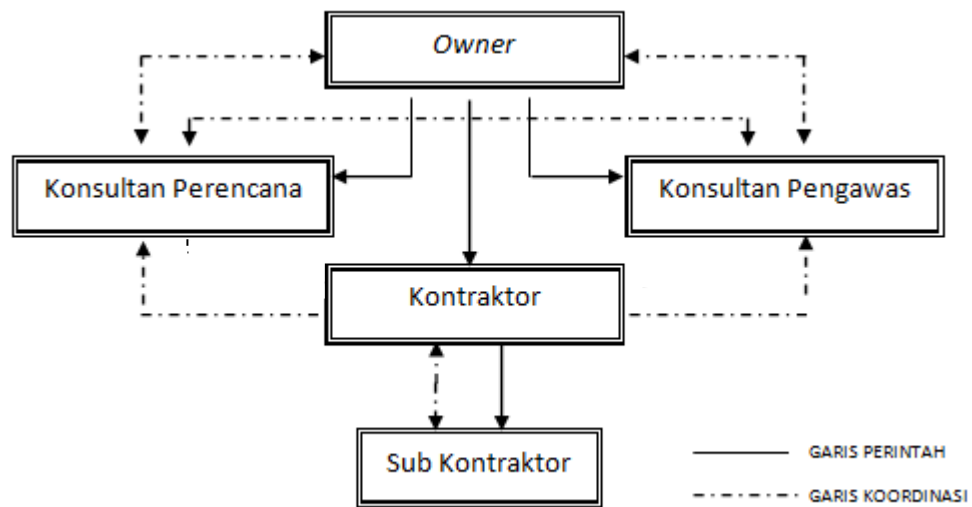 Owner
Konsultan Perencana
Konsultan Pengawas
Kontraktor
Sub Kontraktor
GARIS PERINTAH
GARIS KOORDINASI